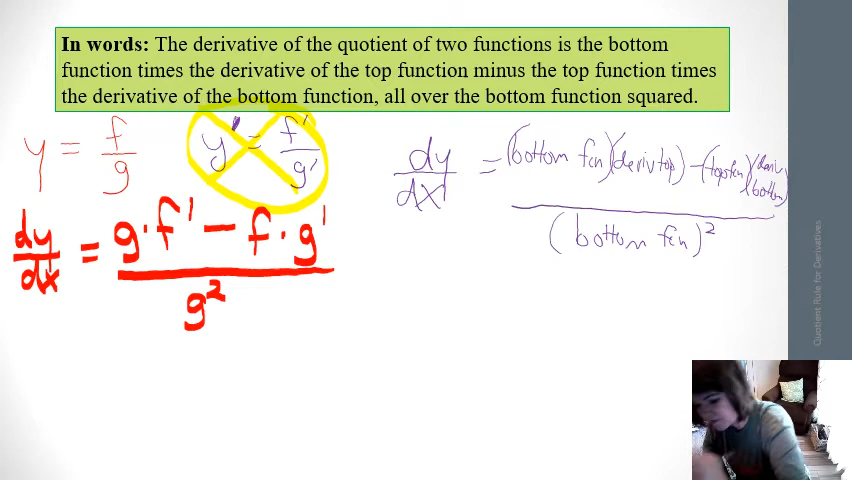 In words: The derivative of the quotient of two functions is the bottom
function times the derivative of the top function minus the top function times
the derivative of the bottom function, all over the bottom function squared.
y = f/g
y' = f'/g'
dy/dx = (g·f' − f·g')/g²
dy/dx = ((bottom fcn)(deriv top) − (top fcn)(deriv bottom))/(bottom fcn)²
Quotient Rule for Derivatives